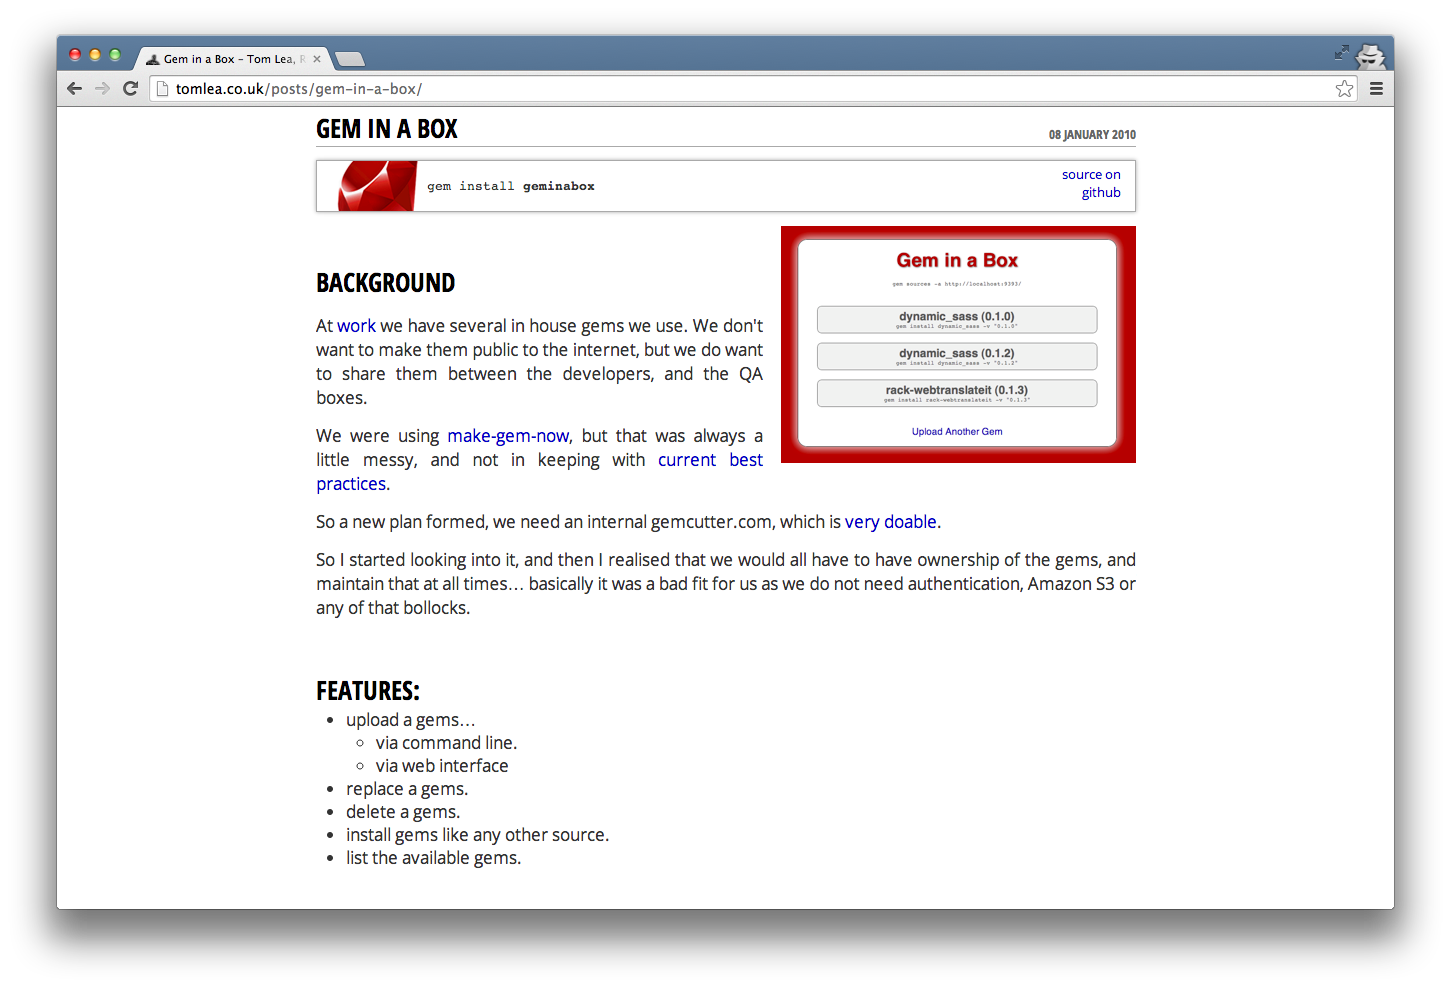 Gem in a Box – Tom Lea, R
tomlea.co.uk/posts/gem-in-a-box/
GEM IN A BOX
08 JANUARY 2010
gem install geminabox
source on
github
Gem in a Box
gem sources -a http://localhost:9393/
dynamic_sass (0.1.0)
gem install dynamic_sass -v "0.1.0"
dynamic_sass (0.1.2)
gem install dynamic_sass -v "0.1.2"
rack-webtranslateit (0.1.3)
gem install rack-webtranslateit -v "0.1.3"
Upload Another Gem
BACKGROUND
At work we have several in house gems we use. We don't
want to make them public to the internet, but we do want
to share them between the developers, and the QA
boxes.
We were using make-gem-now, but that was always a
little messy, and not in keeping with current best
practices.
So a new plan formed, we need an internal gemcutter.com, which is very doable.
So I started looking into it, and then I realised that we would all have to have ownership of the gems, and
maintain that at all times… basically it was a bad fit for us as we do not need authentication, Amazon S3 or
any of that bollocks.
FEATURES:
• upload a gems…
◦ via command line.
◦ via web interface
• replace a gems.
• delete a gems.
• install gems like any other source.
• list the available gems.